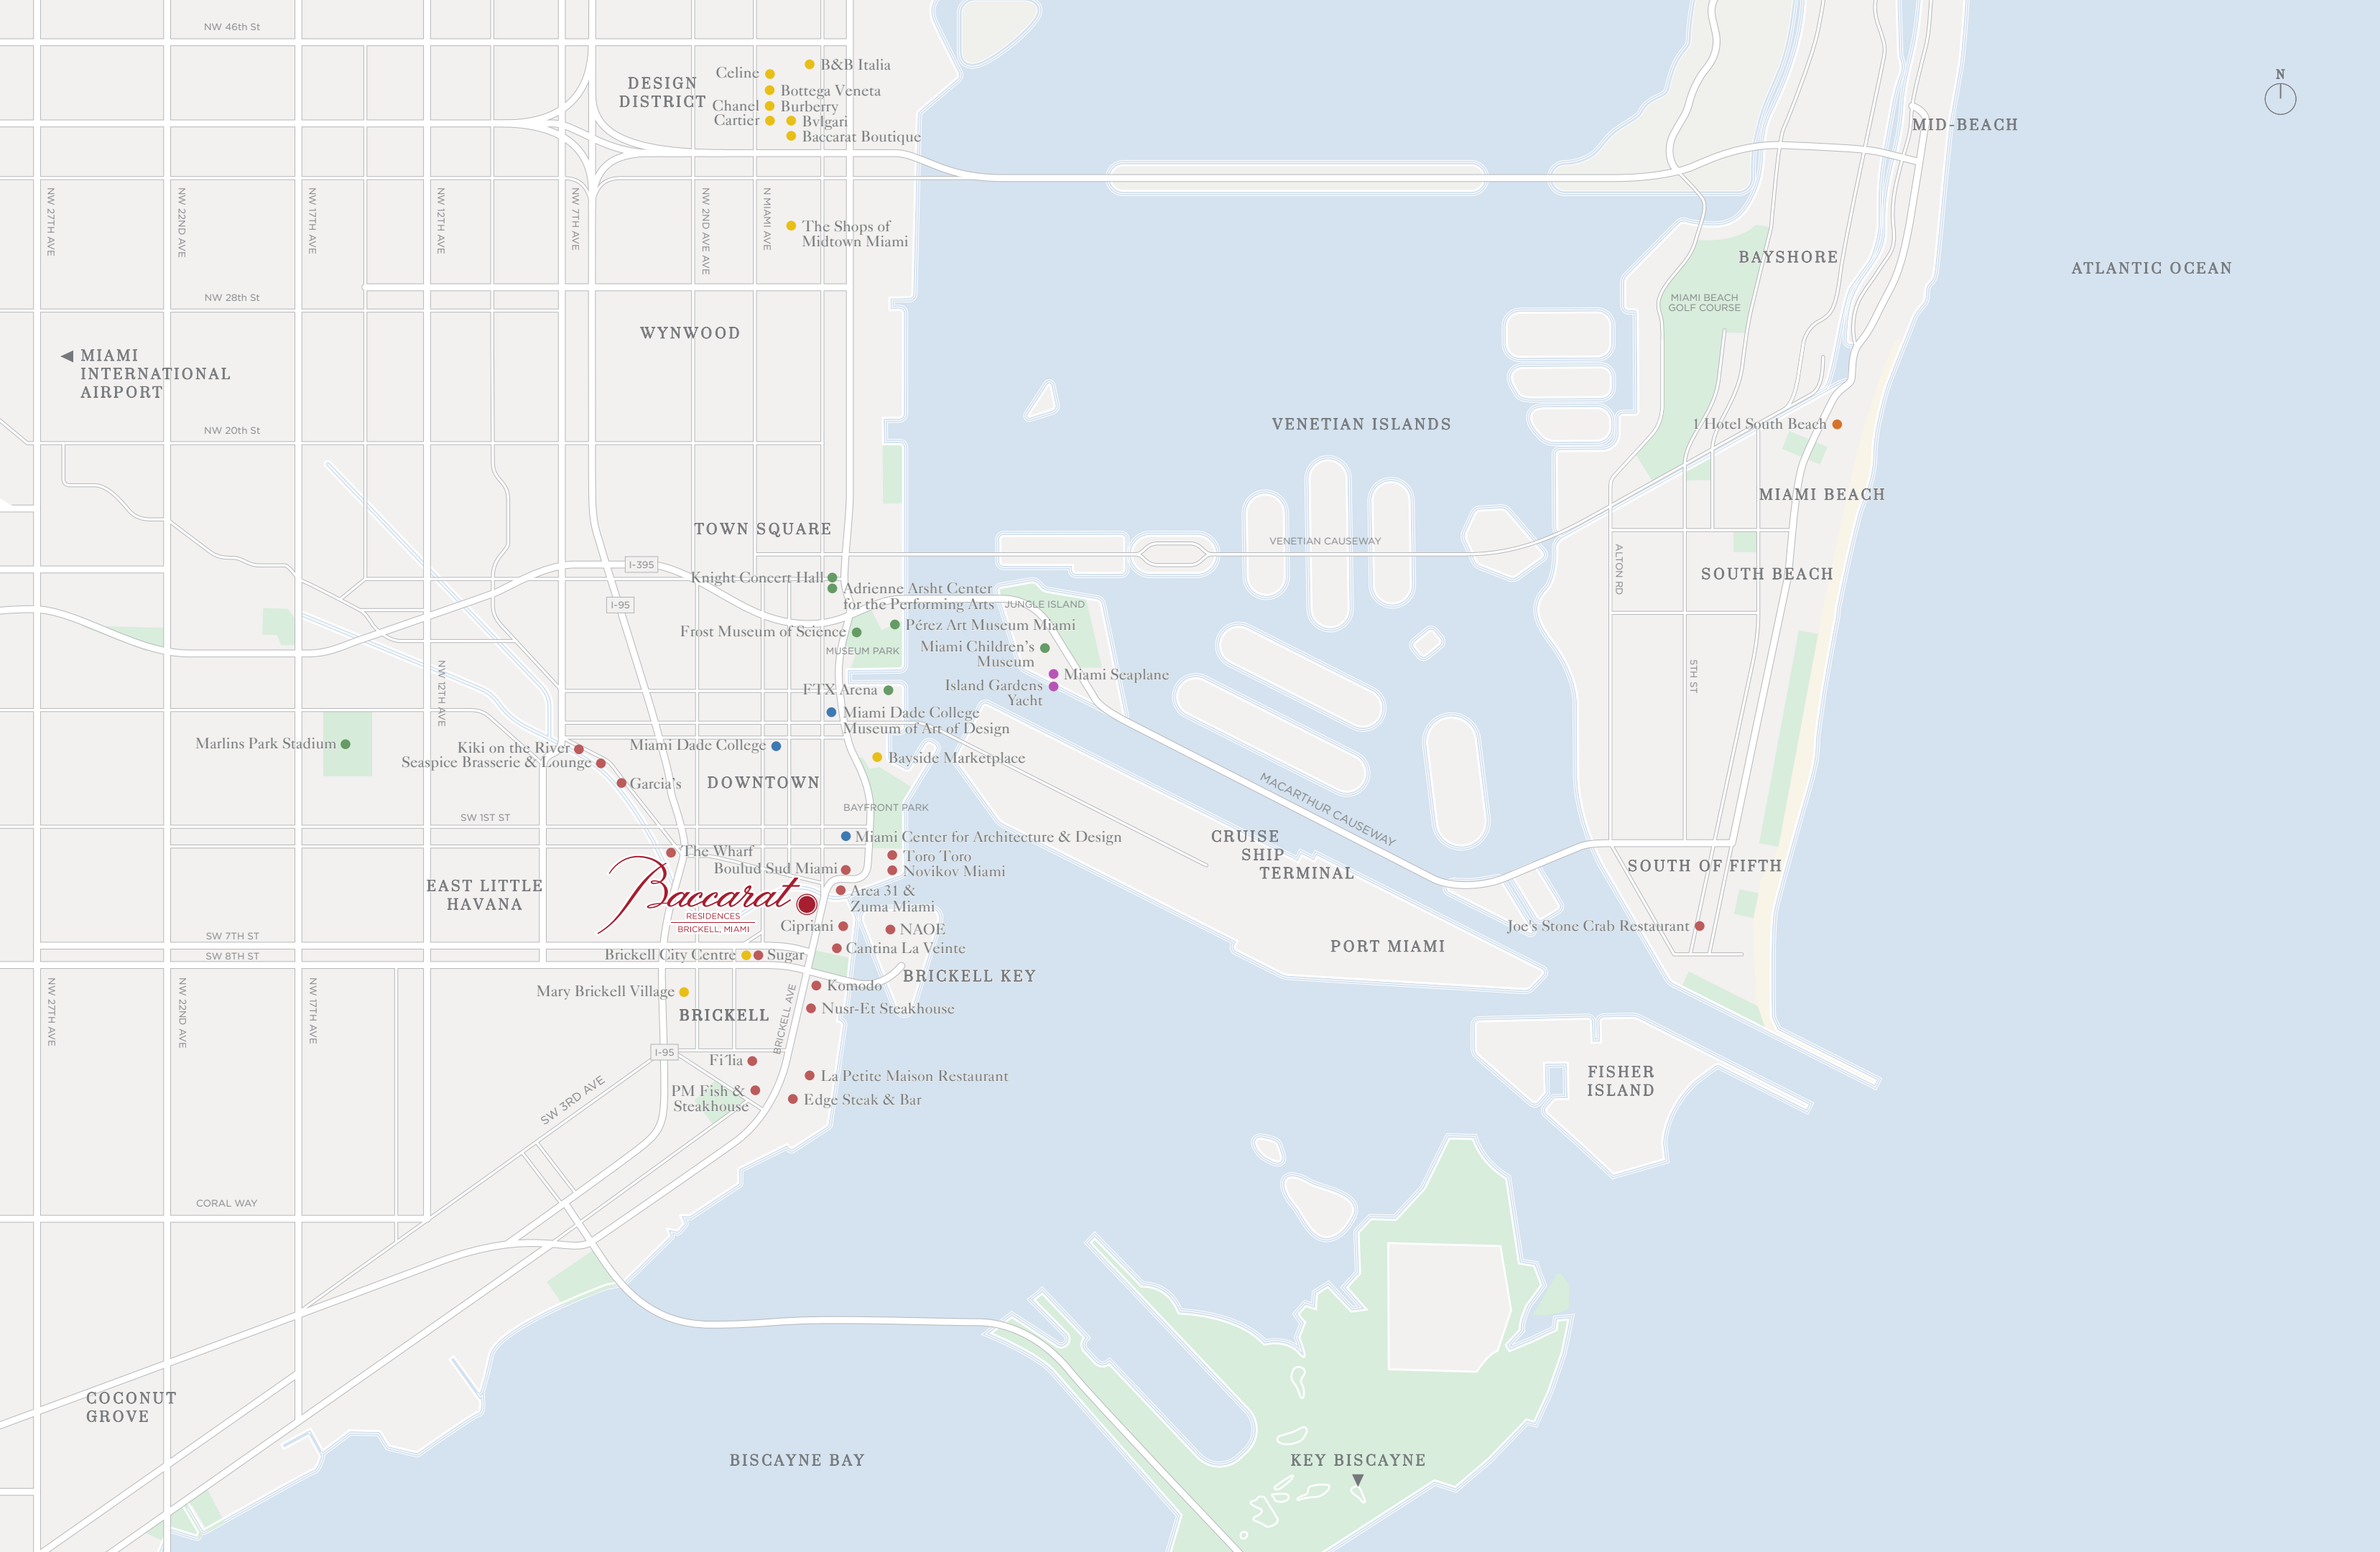 NW 46th St
N
DESIGN
DISTRICT
Celine
B&B Italia
Bottega Veneta
Chanel
Burberry
Cartier
Bvlgari
Baccarat Boutique
MID-BEACH
NW 27TH AVE
NW 22ND AVE
NW 17TH AVE
NW 12TH AVE
NW 7TH AVE
NW 2ND AVE AVE
N MIAMI AVE
The Shops of
Midtown Miami
BAYSHORE
ATLANTIC OCEAN
NW 28th St
MIAMI BEACH
GOLF COURSE
WYNWOOD
MIAMI
INTERNATIONAL
AIRPORT
NW 20th St
VENETIAN ISLANDS
1 Hotel South Beach
MIAMI BEACH
TOWN SQUARE
VENETIAN CAUSEWAY
I-395
ALTON RD
SOUTH BEACH
Knight Concert Hall
Adrienne Arsht Center
for the Performing Arts
JUNGLE ISLAND
I-95
Pérez Art Museum Miami
Frost Museum of Science
MUSEUM PARK
Miami Children's
Museum
NW 12TH AVE
5TH ST
Miami Seaplane
Island Gardens
Yacht
FTX Arena
Miami Dade College
Museum of Art of Design
Marlins Park Stadium
Kiki on the River
Miami Dade College
Seaspice Brasserie & Lounge
Bayside Marketplace
Garcia's
DOWNTOWN
MACARTHUR CAUSEWAY
BAYFRONT PARK
SW 1ST ST
Miami Center for Architecture & Design
CRUISE
SHIP
TERMINAL
The Wharf
Toro Toro
Boulud Sud Miami
Novikov Miami
SOUTH OF FIFTH
EAST LITTLE
HAVANA
Baccarat
RESIDENCES
BRICKELL, MIAMI
Area 31 &
Zuma Miami
Cipriani
NAOE
Joe's Stone Crab Restaurant
SW 7TH ST
Cantina La Veinte
PORT MIAMI
SW 8TH ST
Brickell City Centre
Sugar
BRICKELL KEY
NW 27TH AVE
NW 22ND AVE
NW 17TH AVE
Mary Brickell Village
Komodo
Nusr-Et Steakhouse
BRICKELL
BRICKELL AVE
I-95
Fi'lia
La Petite Maison Restaurant
FISHER
ISLAND
SW 3RD AVE
PM Fish &
Steakhouse
Edge Steak & Bar
CORAL WAY
COCONUT
GROVE
BISCAYNE BAY
KEY BISCAYNE